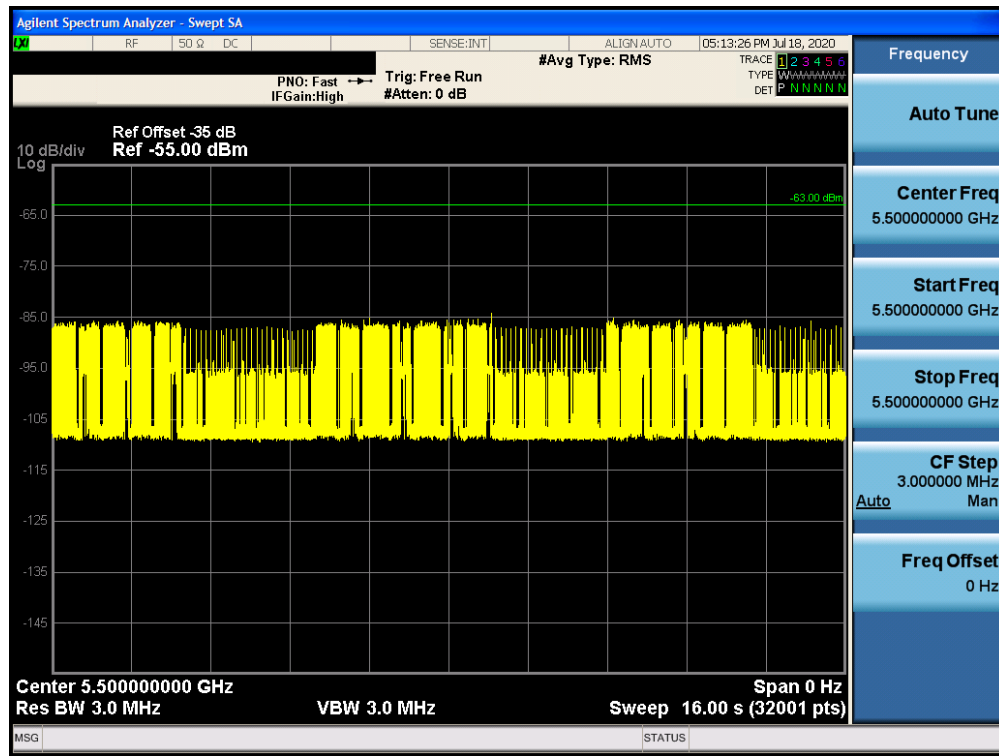 Agilent Spectrum Analyzer - Swept SA
LXI RF 50 Ω DC SENSE:INT ALIGN AUTO 05:13:26 PM Jul 18, 2020
Frequency
#Avg Type: RMS
TRACE 1 2 3 4 5 6
PNO: Fast Trig: Free Run
TYPE WWWWWW
IFGain:High #Atten: 0 dB
DET P N N N N N
Auto Tune
Ref Offset -35 dB
10 dB/div Ref -55.00 dBm
Log
-63.00 dBm
-65.0
-75.0
-85.0
-95.0
-105
-115
-125
-135
-145
Center Freq
5.500000000 GHz
Start Freq
5.500000000 GHz
Stop Freq
5.500000000 GHz
CF Step
3.000000 MHz
Auto Man
Freq Offset
0 Hz
Center 5.500000000 GHz Span 0 Hz
Res BW 3.0 MHz VBW 3.0 MHz Sweep 16.00 s (32001 pts)
MSG STATUS